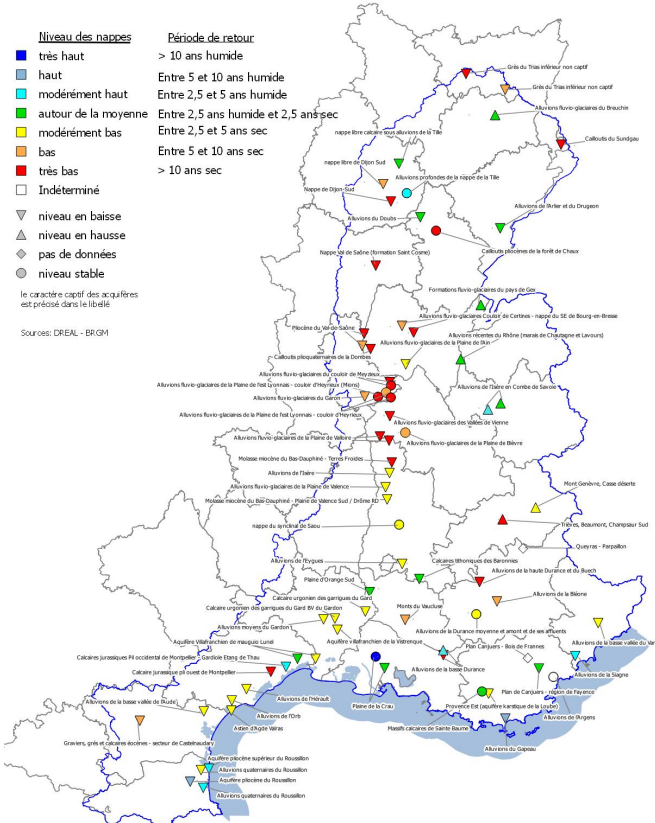 Niveau des nappes
Période de retour
très haut
> 10 ans humide
haut
Entre 5 et 10 ans humide
modérément haut
Entre 2,5 et 5 ans humide
autour de la moyenne
Entre 2,5 ans humide et 2,5 ans sec
modérément bas
Entre 2,5 et 5 ans sec
bas
Entre 5 et 10 ans sec
très bas
> 10 ans sec
Indéterminé
niveau en baisse
niveau en hausse
pas de données
niveau stable
le caractère captif des acquifères
est précisé dans le libellé
Sources: DREAL - BRGM
Grès du Trias inférieur non captif
Grès du Trias inférieur non captif
Alluvions fluvio-glaciaires du Breuchin
Cailloutis du Sundgau
nappe libre calcaire sous alluvions de la Tille
nappe libre de Dijon Sud
Alluvions profondes de la nappe de la Tille
Nappe de Dijon-Sud
Alluvions de l'Arlier et du Drugeon
Alluvions du Doubs
Cailloutis pliocènes de la forêt de Chaux
Nappe Val de Saône (formation Saint Cosme)
Formations fluvio-glaciaires du pays de Gex
Alluvions fluvio-glaciaires Couloir de Certines - nappe du SE de Bourg-en-Bresse
Pliocène du Val de Saône
Alluvions récentes du Rhône (marais de Chautagne et Lavours)
Alluvions fluvio-glaciaires de la Plaine de l'Ain
Cailloutis plioquaternaires de la Dombes
Alluvions fluvio-glaciaires du couloir de Meyzieux
Alluvions fluvio-glaciaires de la Plaine de l'est Lyonnais - couloir d'Heyrieux (Mions)
Alluvions de l'Isère en Combe de Savoie
Alluvions fluvio-glaciaires du Garon
Alluvions fluvio-glaciaires de la Plaine de l'est Lyonnais - couloir d'Heyrieux
Alluvions fluvio-glaciaires des Vallées de Vienne
Alluvions fluvio-glaciaires de la Plaine de Valloire
Alluvions fluvio-glaciaires de la Plaine de Bièvre
Molasse miocène du Bas-Dauphiné - Terres Froides
Alluvions de l'Isère
Alluvions fluvio-glaciaires de la Plaine de Valence
Mont Genèvre, Casse déserte
Molasse miocène du Bas-Dauphiné - Plaine de Valence Sud / Drôme RD
nappe du synclinal de Saou
Trièves, Beaumont, Champsaur Sud
Queyras - Parpaillon
Alluvions de l'Eygues
Calcaires tithoniques des Baronnies
Alluvions de la haute Durance et du Buech
Plaine d'Orange Sud
Calcaire urgonien des garrigues du Gard
Alluvions de la Bléone
Calcaire urgonien des garrigues du Gard BV du Gardon
Monts du Vaucluse
Alluvions moyens du Gardon
Alluvions de la Durance moyenne et amont et de ses affluents
Aquifère Villafranchien de mauguio Lunel
Aquifère villafranchien de la Vistrenque
Plan Canjuers - Bois de Frannes
Alluvions de la basse vallée du Var
Calcaires jurassiques Pli occidental de Montpellier - Gardiole Etang de Thau
Alluvions de la basse Durance
Calcaires jurassique pli ouest de Montpellier
Alluvions de la Siagne
Plan de Canjuers - région de Fayence
Alluvions de l'Hérault
Alluvions de la basse vallée de l'Aude
Plaine de la Crau
Provence Est (aquifère karstique de la Loube)
Alluvions de l'Orb
Alluvions de l'Argens
Astien d'Agde Valras
Massifs calcaires de Sainte Baume
Graviers, grés et calcaires éocènes - secteur de Castelnaudary
Alluvions du Gapeau
Aquifère pliocène supérieur du Roussillon
Alluvions quaternaires du Roussillon
Aquifère pliocène du Roussillon
Alluvions quaternaires du Roussillon